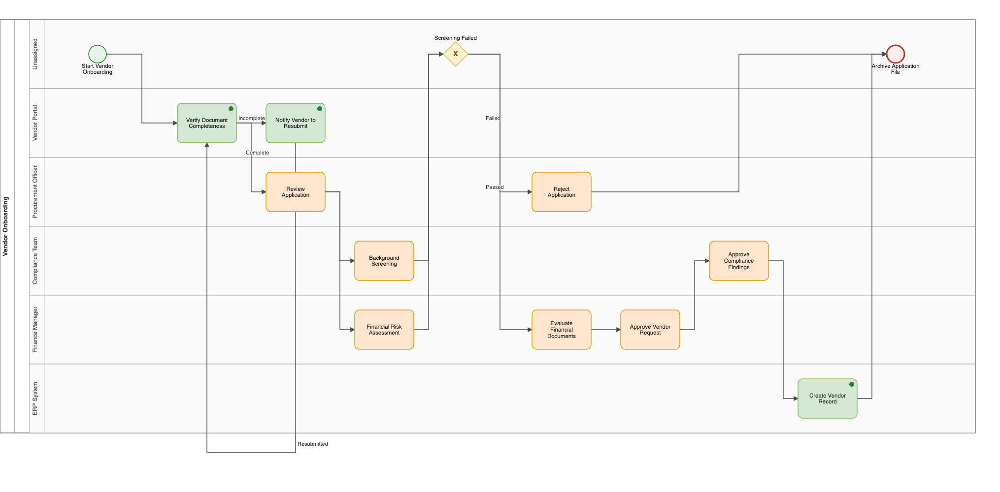 Vendor Onboarding
Unassigned
Start Vendor
Onboarding
Screening Failed
X
Archive Application
File
Vendor Portal
Verify Document
Completeness
Incomplete
Notify Vendor to
Resubmit
Failed
Complete
Procurement Officer
Review
Application
Passed
Reject
Application
Compliance Team
Background
Screening
Approve
Compliance
Findings
Finance Manager
Financial Risk
Assessment
Evaluate
Financial
Documents
Approve Vendor
Request
ERP System
Create Vendor
Record
Resubmitted